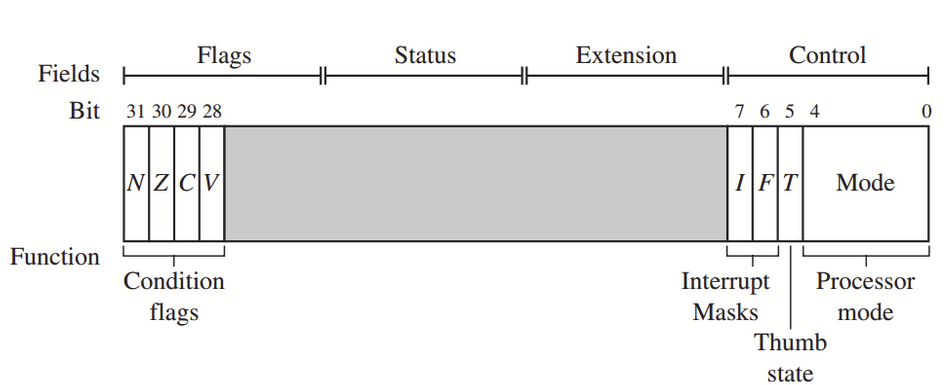 Fields Flags Status Extension Control
Bit 31 30 29 28 7 6 5 4 0
N Z C V I F T Mode
Function
Condition
flags
Interrupt
Masks
Thumb
state
Processor
mode